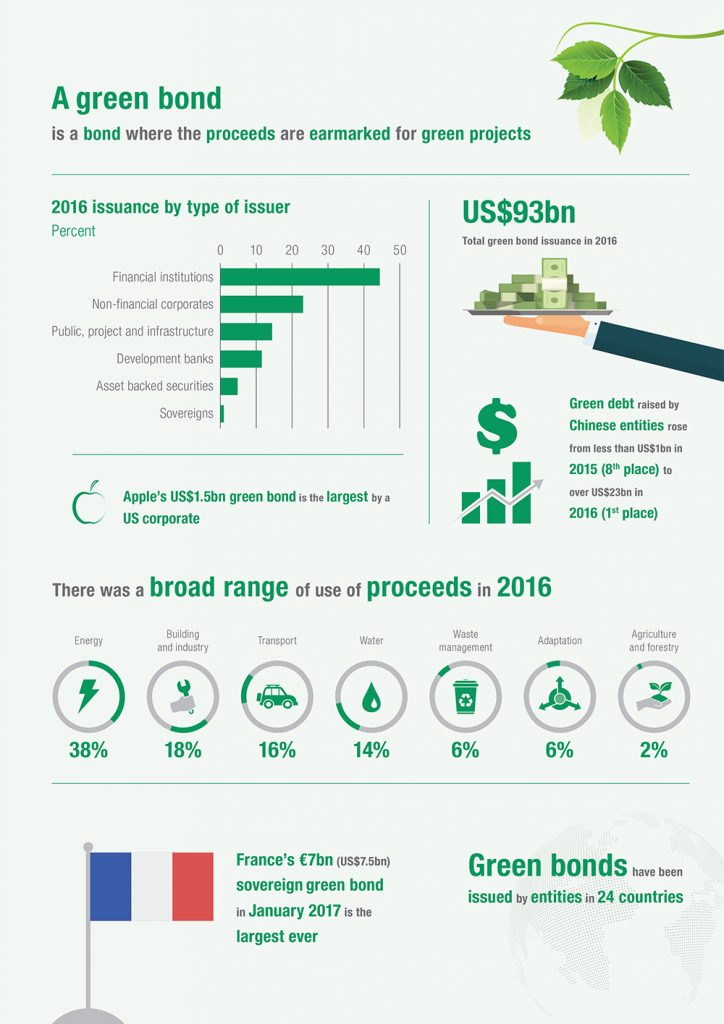 A green bond
is a bond where the proceeds are earmarked for green projects
2016 issuance by type of issuer
Percent
0 10 20 30 40 50
Financial institutions
Non-financial corporates
Public, project and infrastructure
Development banks
Asset backed securities
Sovereigns
Apple's US$1.5bn green bond is the largest by a
US corporate
US$93bn
Total green bond issuance in 2016
Green debt raised by
Chinese entities rose
from less than US$1bn in
2015 (8th place) to
over US$23bn in
2016 (1st place)
There was a broad range of use of proceeds in 2016
Energy
38%
Building
and industry
18%
Transport
16%
Water
14%
Waste
management
6%
Adaptation
6%
Agriculture
and forestry
2%
France's €7bn (US$7.5bn)
sovereign green bond
in January 2017 is the
largest ever
Green bonds have been
issued by entities in 24 countries